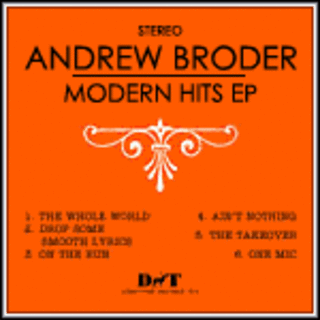 STEREO
ANDREW BRODER
MODERN HITS EP
1. THE WHOLE WORLD
2. DROP SOME
SMOOTH LYRICS
3. ON THE RUN
4. AIN'T NOTHING
5. THE TAKEOVER
6. ONE MIC